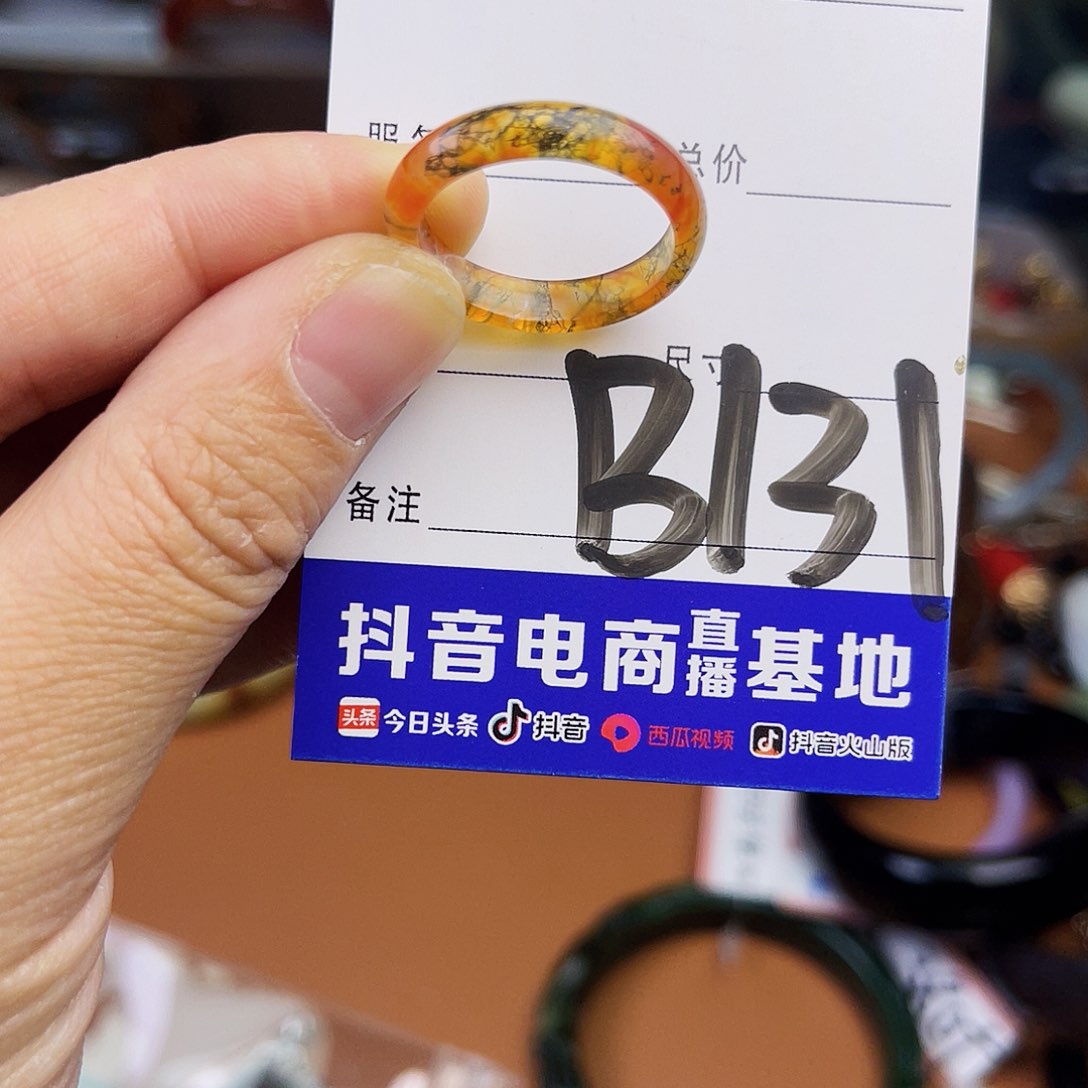 总价
尺寸
B131
备注
抖音电商直播基地
头条 今日头条 抖音 西瓜视频 抖音火山版